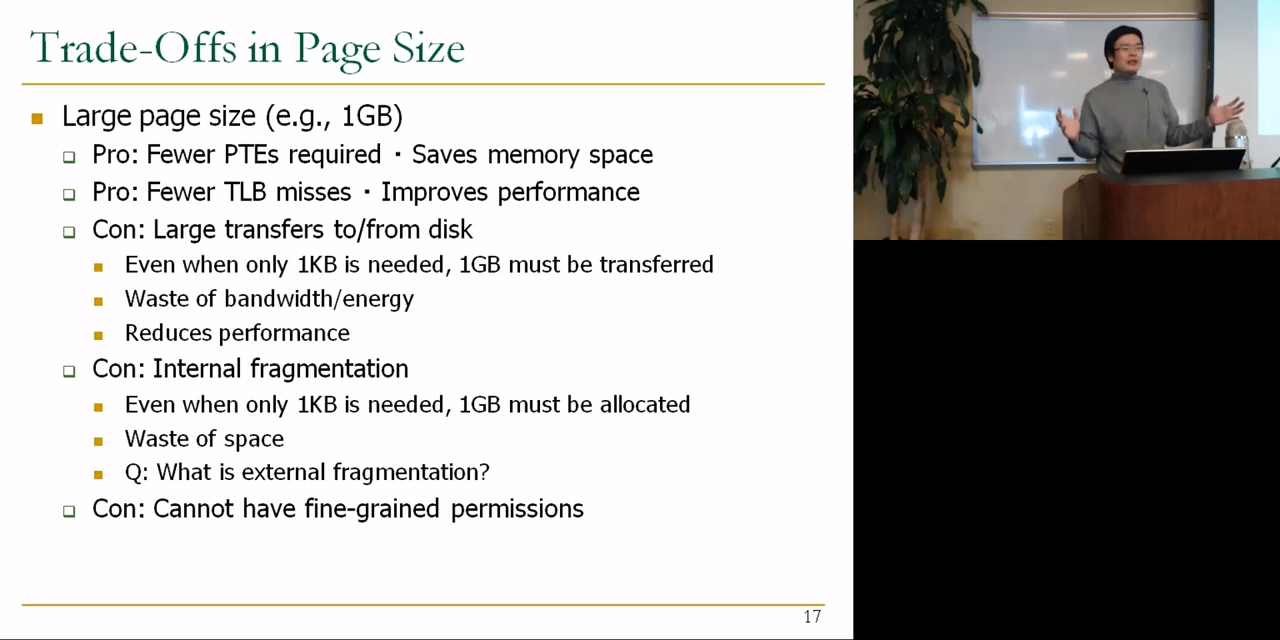 Trade-Offs in Page Size
Large page size (e.g., 1GB)
Pro: Fewer PTEs required · Saves memory space
Pro: Fewer TLB misses · Improves performance
Con: Large transfers to/from disk
Even when only 1KB is needed, 1GB must be transferred
Waste of bandwidth/energy
Reduces performance
Con: Internal fragmentation
Even when only 1KB is needed, 1GB must be allocated
Waste of space
Q: What is external fragmentation?
Con: Cannot have fine-grained permissions
17